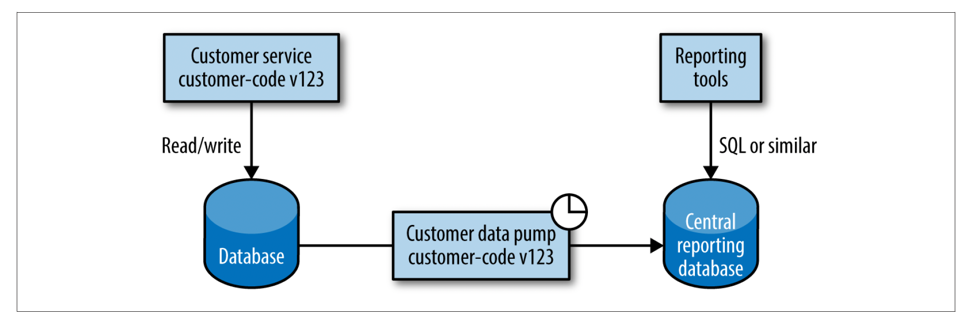 Customer service
customer-code v123
Reporting
tools
Read/write
SQL or similar
Database
Customer data pump
customer-code v123
Central
reporting
database